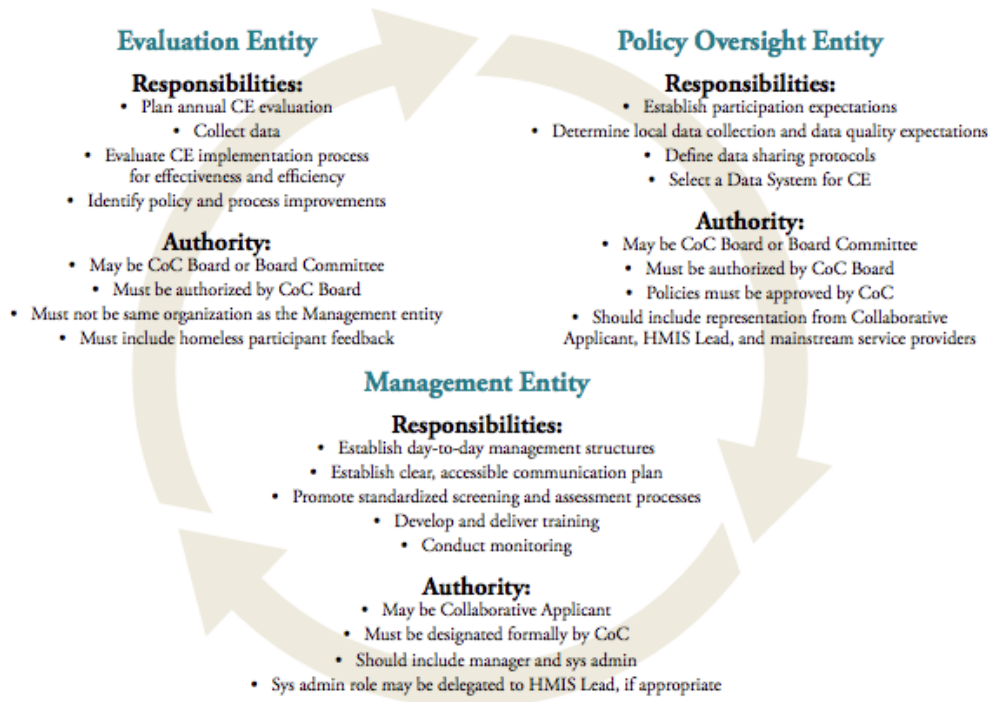 Evaluation Entity
Responsibilities:
• Plan annual CE evaluation
• Collect data
• Evaluate CE implementation process
for effectiveness and efficiency
• Identify policy and process improvements
Authority:
• May be CoC Board or Board Committee
• Must be authorized by CoC Board
• Must not be same organization as the Management entity
• Must include homeless participant feedback
Policy Oversight Entity
Responsibilities:
• Establish participation expectations
• Determine local data collection and data quality expectations
• Define data sharing protocols
• Select a Data System for CE
Authority:
• May be CoC Board or Board Committee
• Must be authorized by CoC Board
• Policies must be approved by CoC
• Should include representation from Collaborative
Applicant, HMIS Lead, and mainstream service providers
Management Entity
Responsibilities:
• Establish day-to-day management structures
• Establish clear, accessible communication plan
• Promote standardized screening and assessment processes
• Develop and deliver training
• Conduct monitoring
Authority:
• May be Collaborative Applicant
• Must be designated formally by CoC
• Should include manager and sys admin
• Sys admin role may be delegated to HMIS Lead, if appropriate